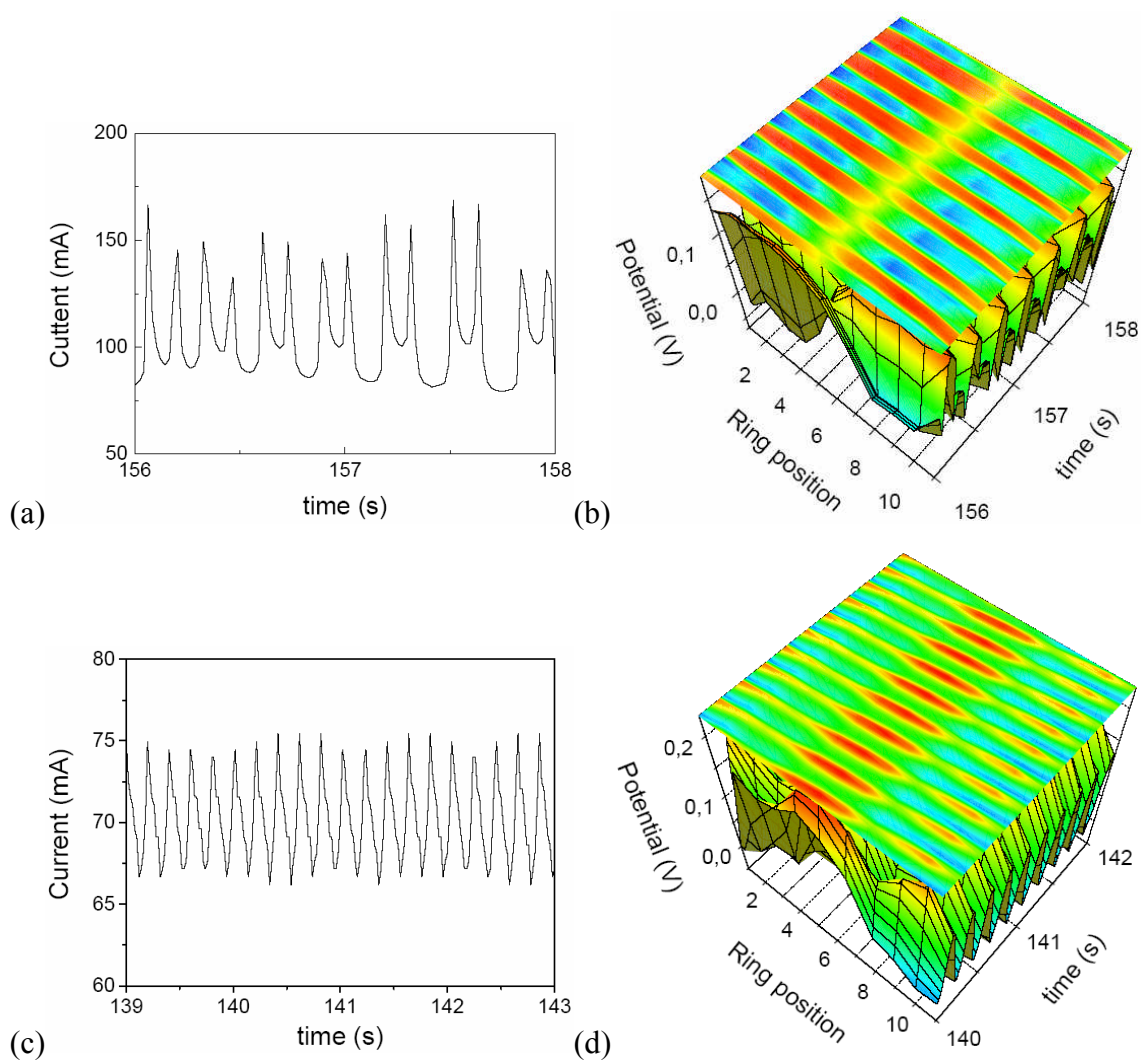 200
150
100
50
Cuttent (mA)
156 157 158
time (s)
(a)
0,1
0,0
Potential (V)
2 4 6 8 10
Ring position
156 157 158
time (s)
(b)
80
75
70
65
60
Current (mA)
139 140 141 142 143
time (s)
(c)
0,2
0,1
0,0
Potential (V)
2 4 6 8 10
Ring position
140 141 142
time (s)
(d)